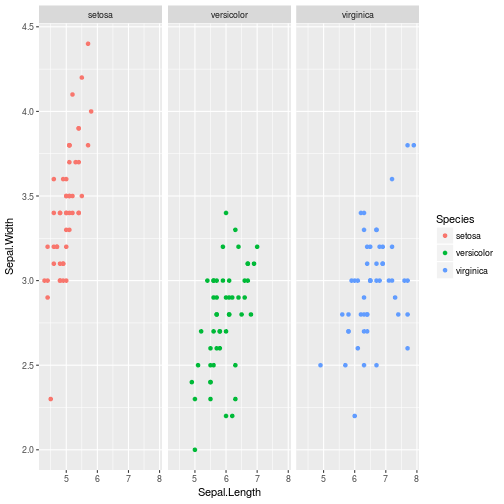 setosa
versicolor
virginica
4.5
4.0
3.5
3.0
2.5
2.0
Sepal.Width
5 6 7 8
5 6 7 8
5 6 7 8
Sepal.Length
Species
setosa
versicolor
virginica